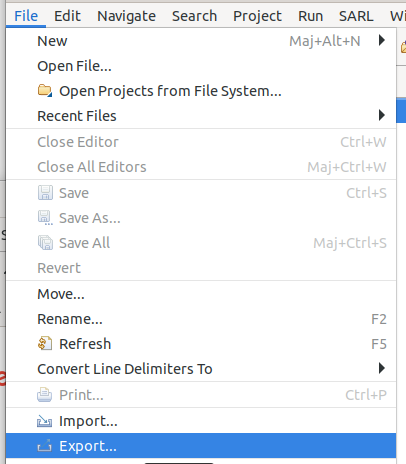 File Edit Navigate Search Project Run SARL
New Maj+Alt+N
Open File...
Open Projects from File System...
Recent Files
Close Editor Ctrl+W
Close All Editors Maj+Ctrl+W
Save Ctrl+S
Save As...
Save All Maj+Ctrl+S
Revert
Move...
Rename... F2
Refresh F5
Convert Line Delimiters To
Print... Ctrl+P
Import...
Export...